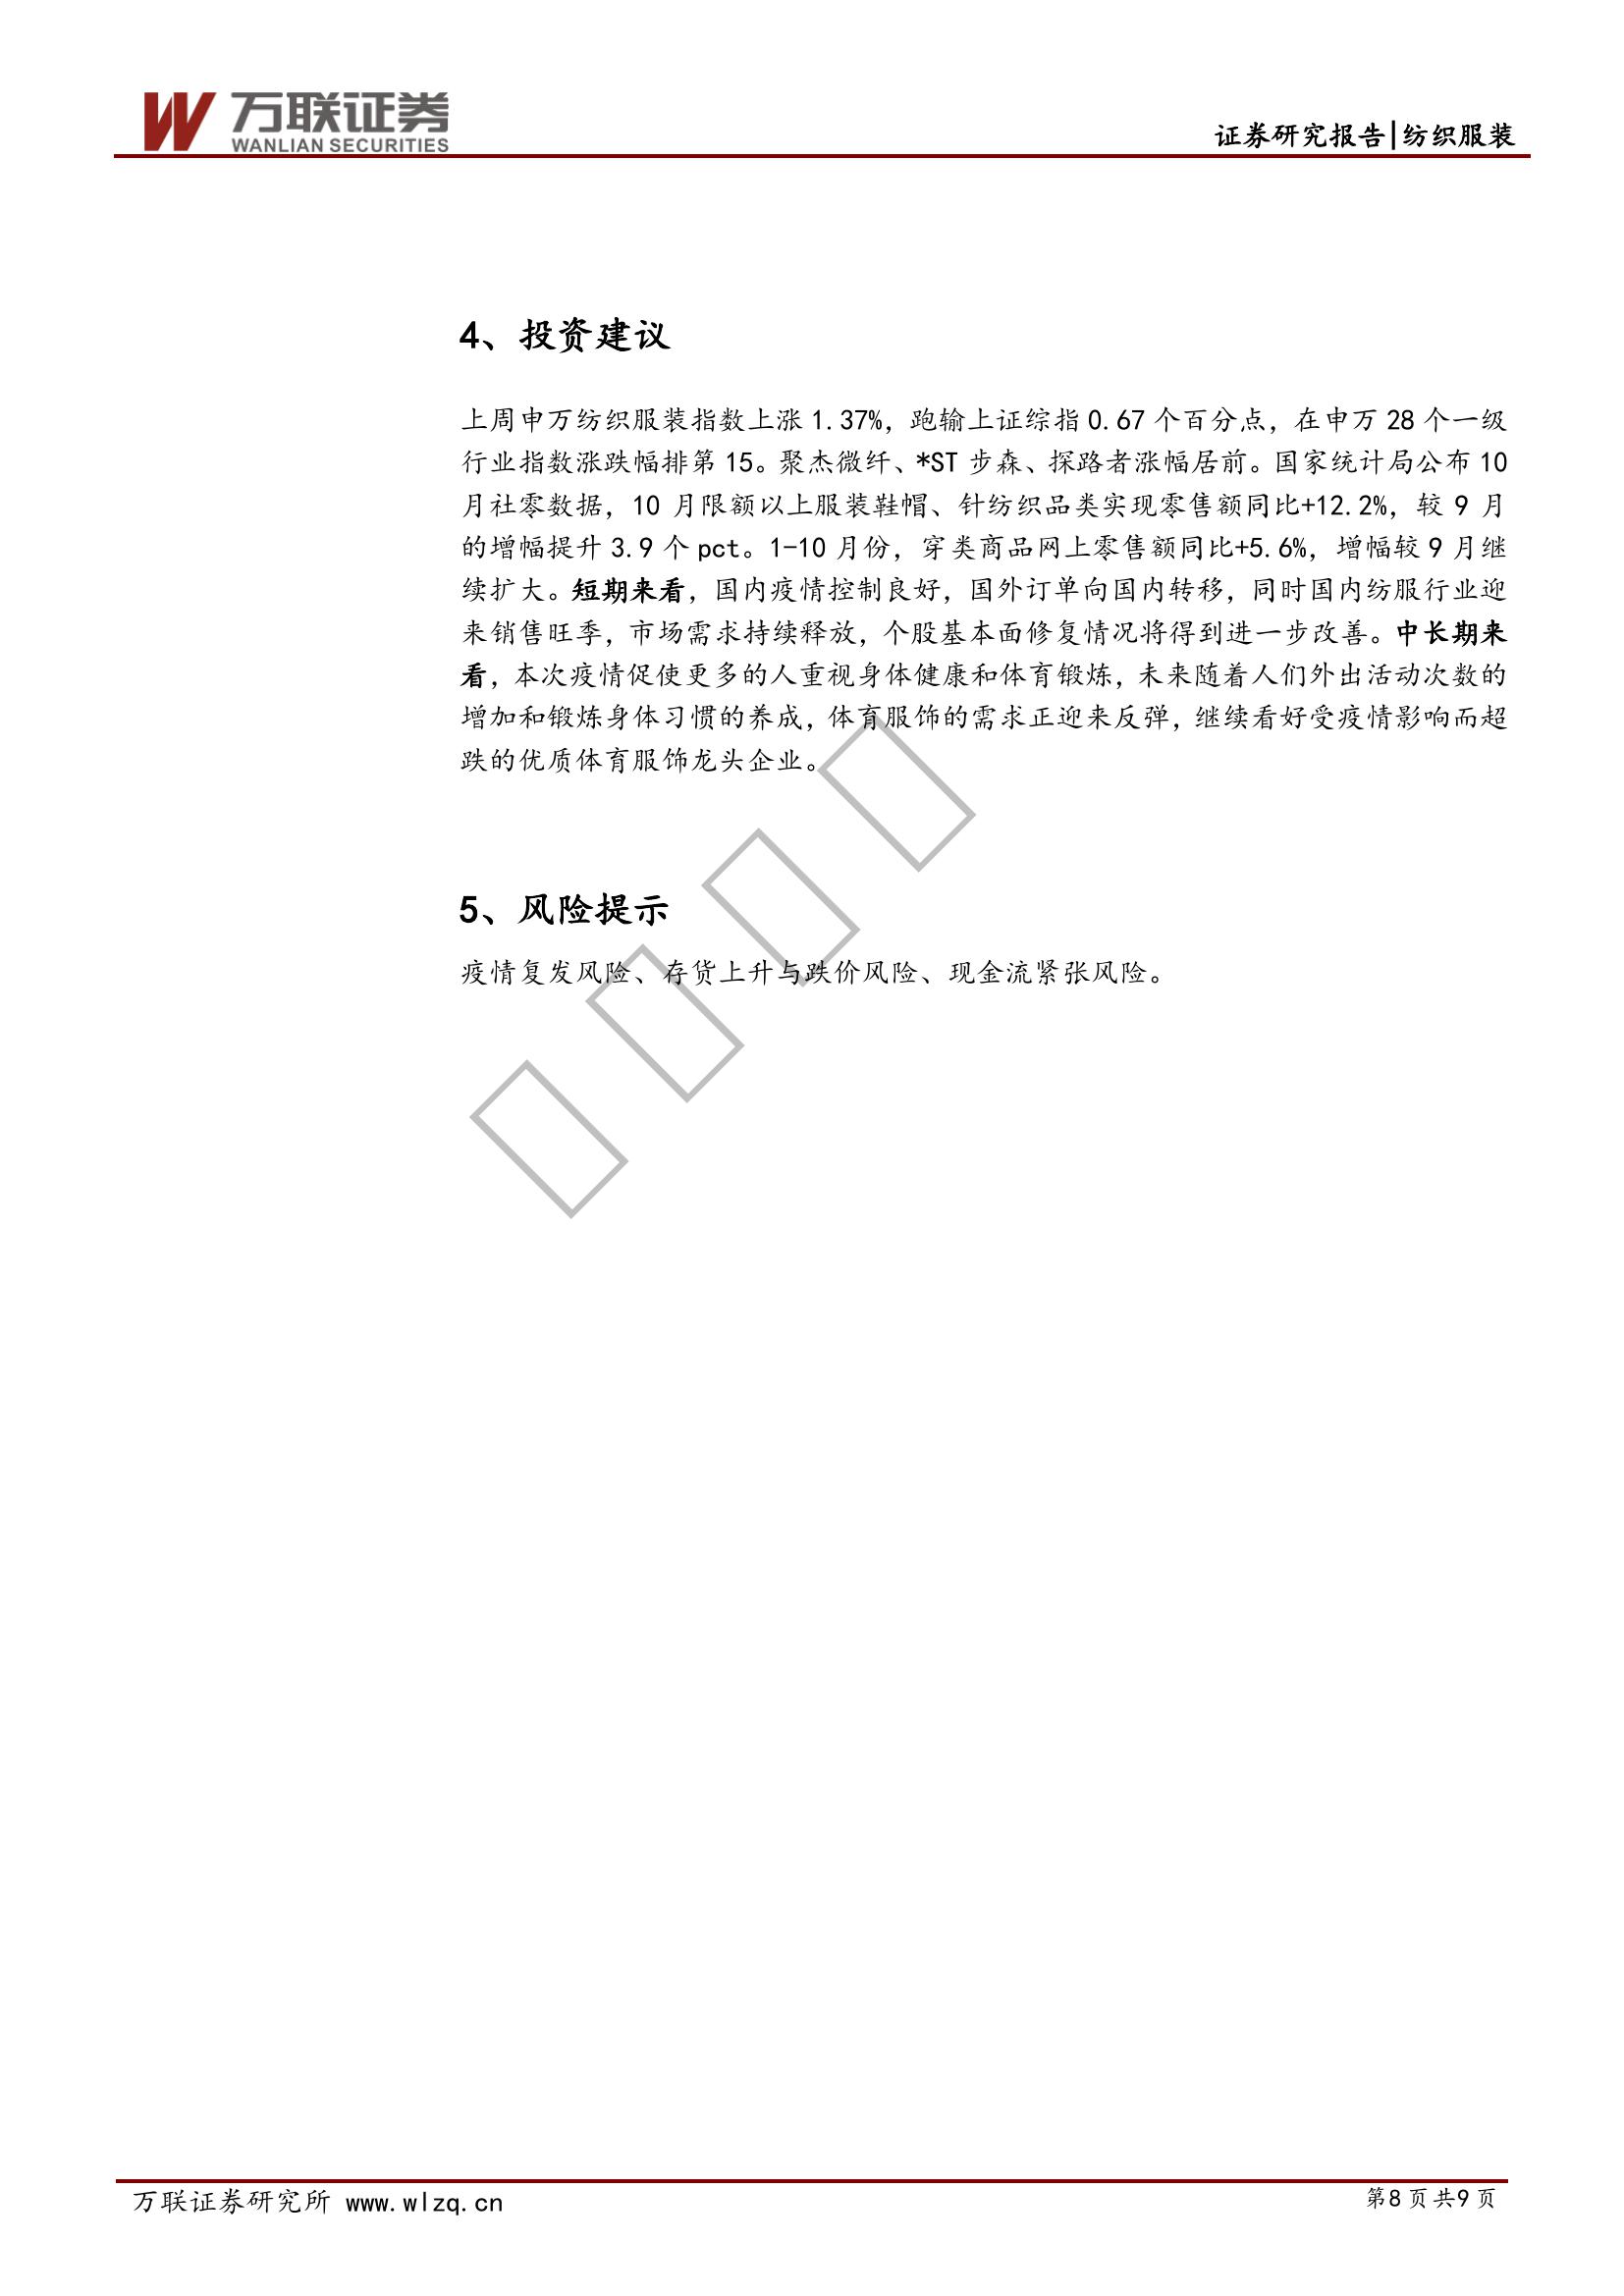 万联证券
WANLIAN SECURITIES
证券研究报告|纺织服装
4、投资建议
上周申万纺织服装指数上涨 1.37%，跑输上证综指 0.67 个百分点，在申万 28 个一级
行业指数涨跌幅排第 15。聚杰微纤、*ST 步森、探路者涨幅居前。国家统计局公布 10
月社零数据，10 月限额以上服装鞋帽、针纺织品类实现零售额同比+12.2%，较 9 月
的增幅提升 3.9 个 pct。1-10 月份，穿类商品网上零售额同比+5.6%，增幅较 9 月继
续扩大。短期来看，国内疫情控制良好，国外订单向国内转移，同时国内纺服行业迎
来销售旺季，市场需求持续释放，个股基本面修复情况将得到进一步改善。中长期来
看，本次疫情促使更多的人重视身体健康和体育锻炼，未来随着人们外出活动次数的
增加和锻炼身体习惯的养成，体育服饰的需求正迎来反弹，继续看好受疫情影响而超
跌的优质体育服饰龙头企业。
5、风险提示
疫情复发风险、存货上升与跌价风险、现金流紧张风险。
万联证券研究所 www.wlzq.cn
第8 页 共9 页